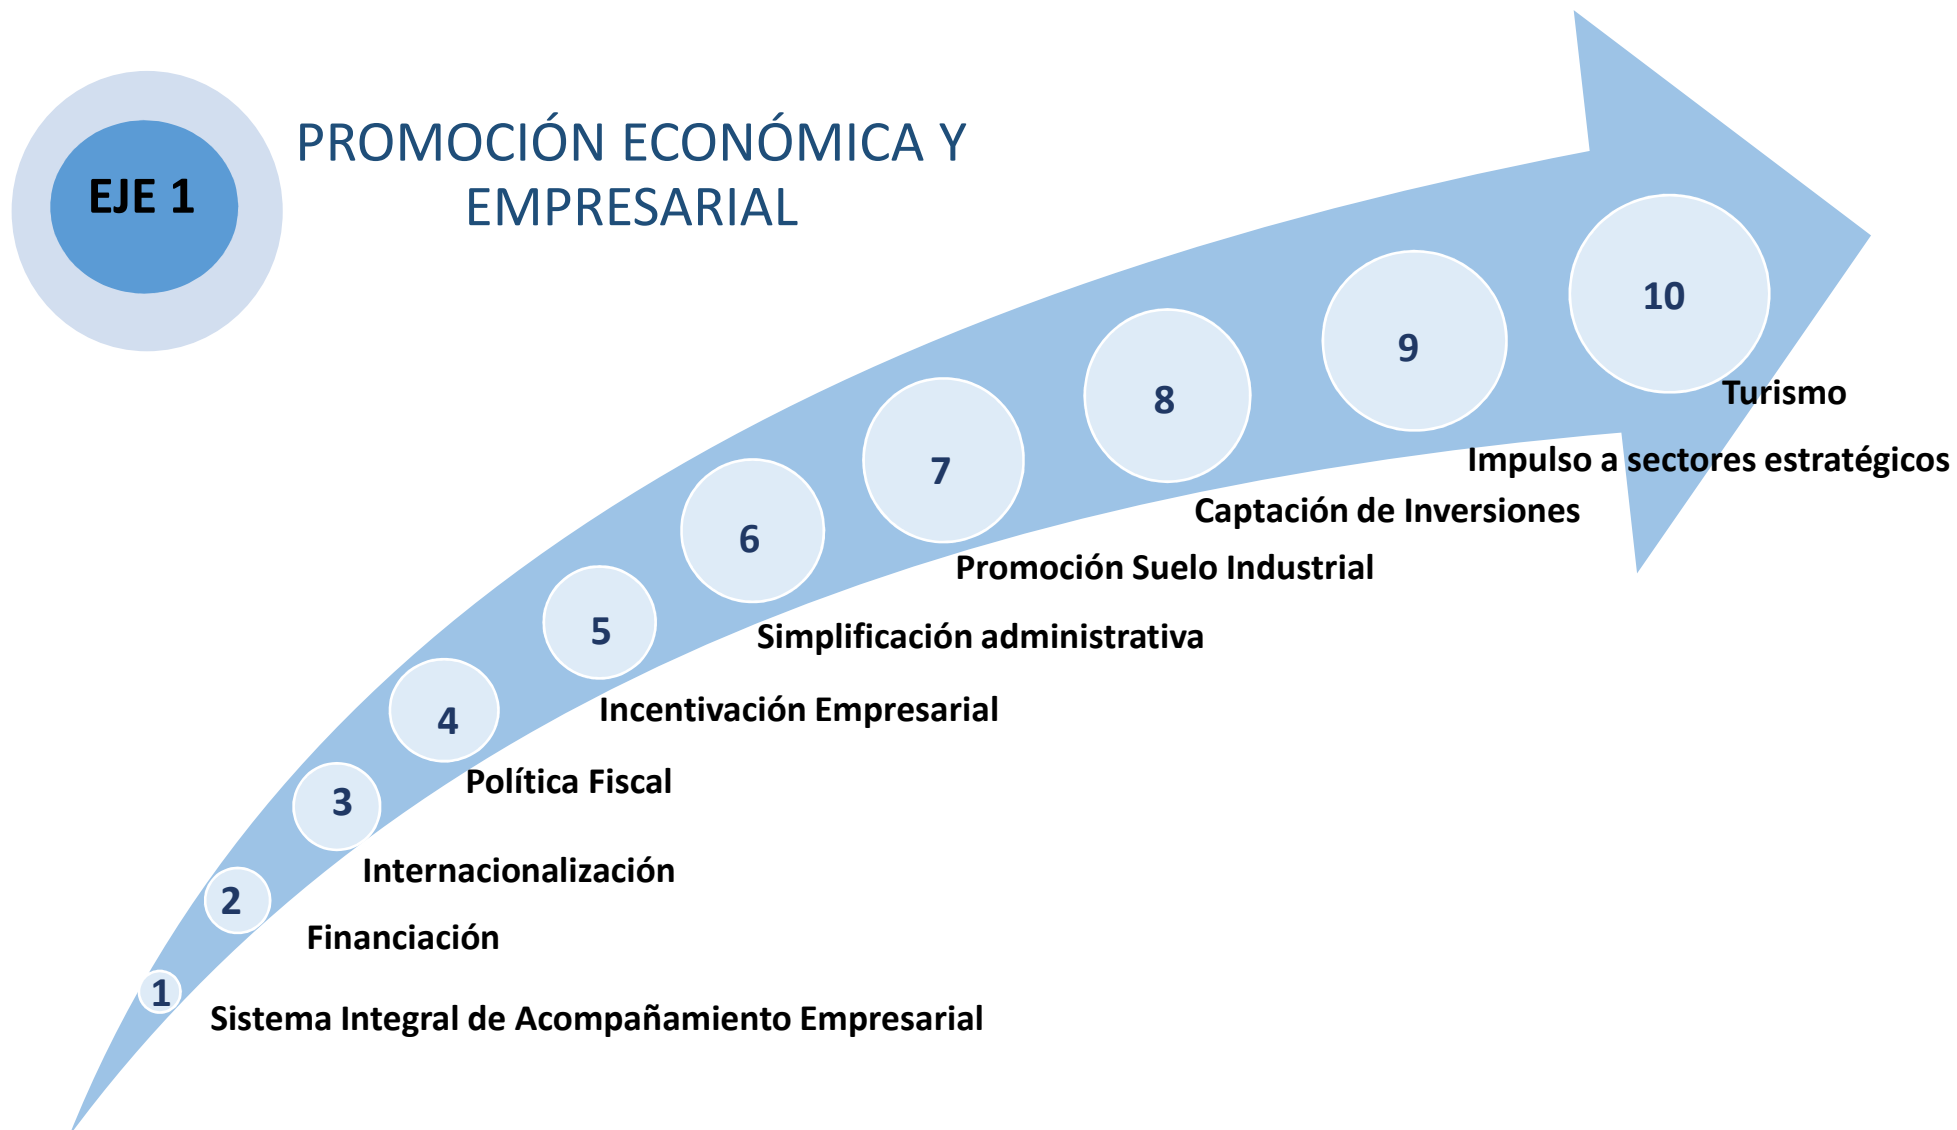 EJE 1
PROMOCIÓN ECONÓMICA Y
EMPRESARIAL
10
Turismo
9
Impulso a sectores estratégicos
8
Captación de Inversiones
7
Promoción Suelo Industrial
6
Simplificación administrativa
5
Incentivación Empresarial
4
Política Fiscal
3
Internacionalización
2
Financiación
1
Sistema Integral de Acompañamiento Empresarial